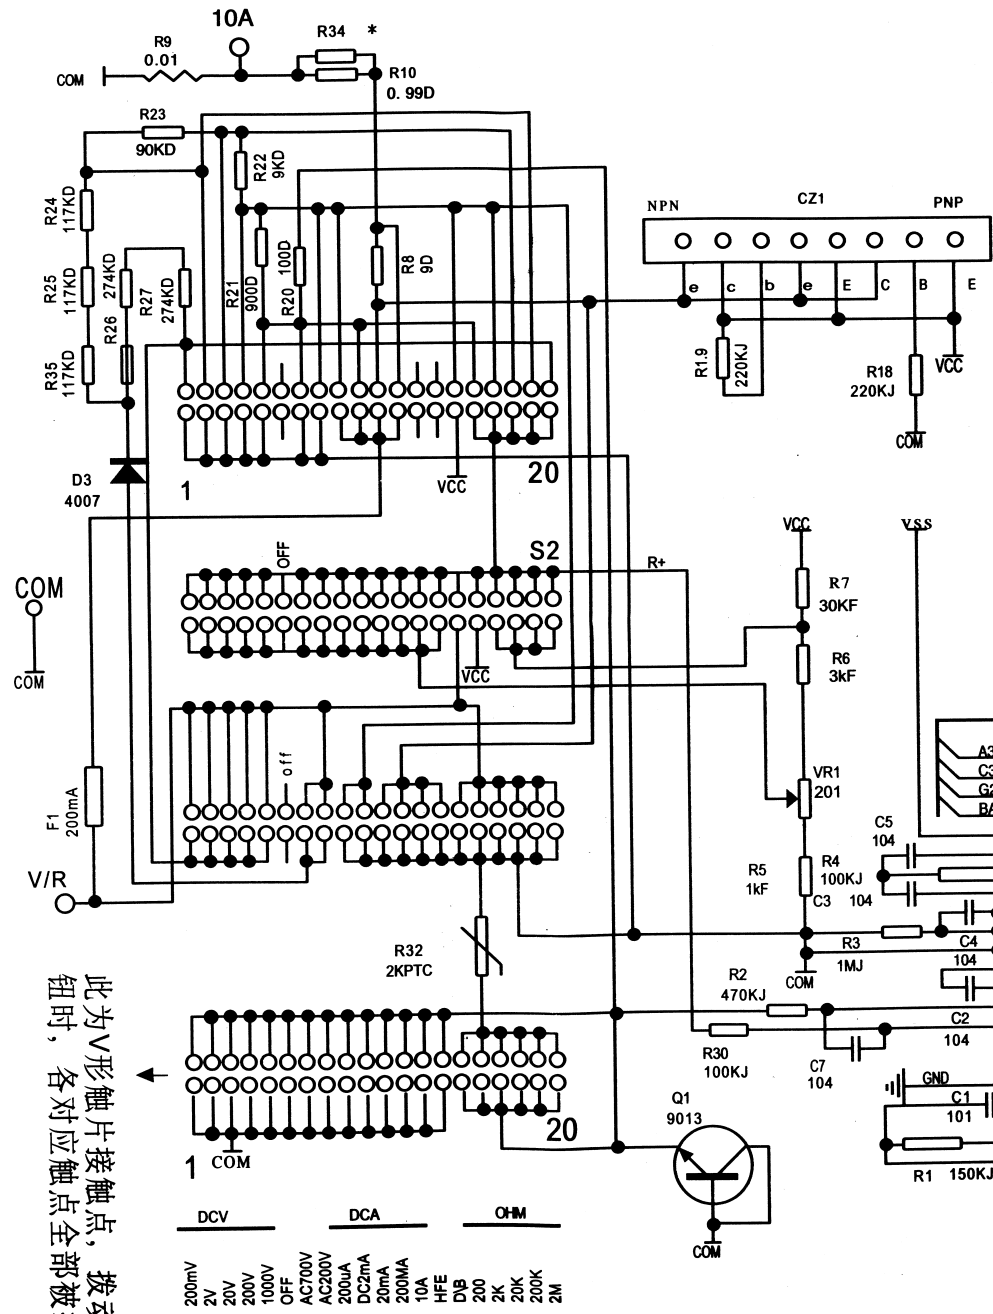 10A
R34 *
R9
0.01
COM
R10
0.99D
R23
90KD
R22
9KD
R24
117KD
R25
117KD
R35
117KD
274KD
R26
R27
274KD
R21
900D
R20
100D
R8
9D
NPN
CZ1
PNP
e
c
b
e
E
C
B
E
R1.9
220KJ
R18
220KJ
VCC
COM
D3
4007
1
VCC
20
OFF
S2
R+
VCC
VSS
COM
COM
R7
30KF
R6
3kF
VCC
off
VR1
201
A3
C3
G2
BA
F1
200mA
V/R
C5
104
R5
1kF
R4
100KJ
C3
104
R32
2KPTC
R3
1MJ
C4
104
COM
R2
470KJ
R30
100KJ
C7
104
C2
104
GND
C1
101
R1
150KJ
Q1
9013
COM
1
COM
20
DCV
DCA
OHM
200mV
2V
20V
200V
1000V
OFF
AC700V
AC200V
200uA
DC2mA
20mA
200MA
10A
HFE
D\B
200
2K
20K
200K
2M
此为V形触片接触点，拨动
钮时，各对应触点全部被